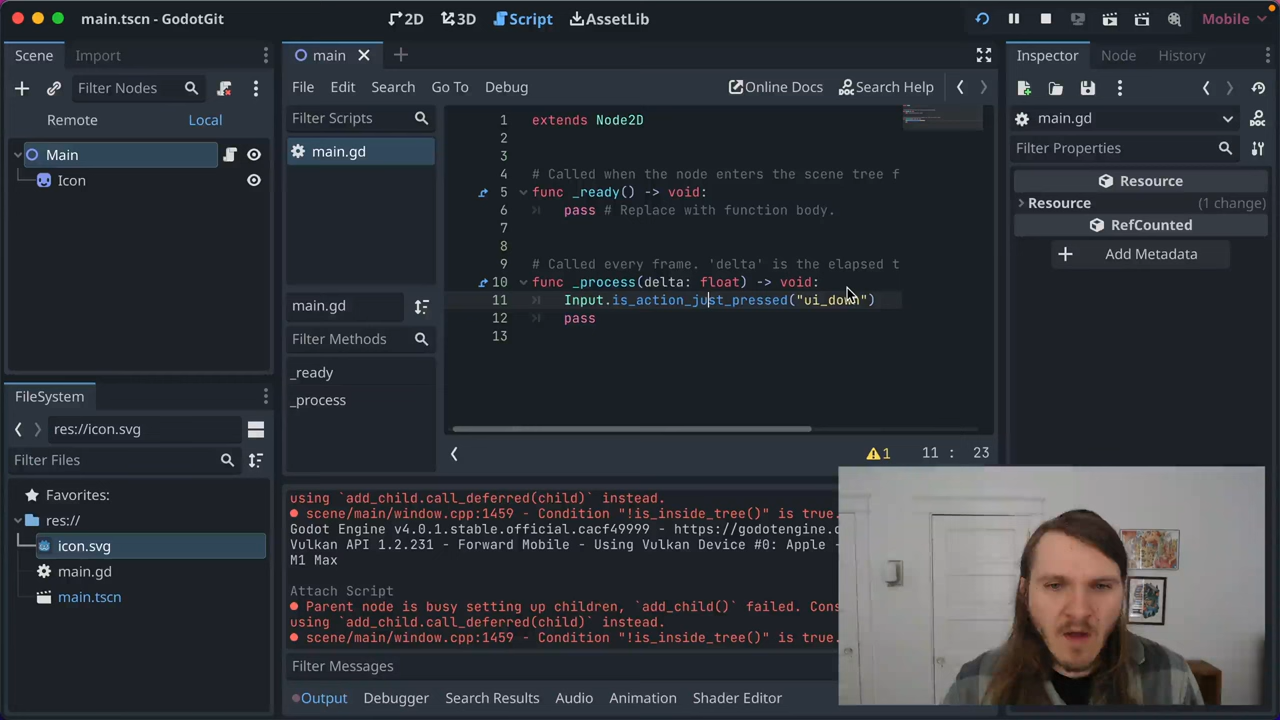 main.tscn - GodotGit
2D 3D Script AssetLib
Mobile
Scene Import
Filter Nodes
Remote Local
Main
Icon
FileSystem
res://icon.svg
Filter Files
Favorites:
res://
icon.svg
main.gd
main.tscn
main
File Edit Search Go To Debug
Online Docs Search Help
Filter Scripts
main.gd
main.gd
Filter Methods
_ready
_process
1 extends Node2D
2
3
4 # Called when the node enters the scene tree f
5 func _ready() -> void:
6 pass # Replace with function body.
7
8
9 # Called every frame. 'delta' is the elapsed t
10 func _process(delta: float) -> void:
11 Input.is_action_just_pressed("ui_down")
12 pass
13
1 11 : 23
using `add_child.call_deferred(child)` instead.
scene/main/window.cpp:1459 - Condition "!is_inside_tree()" is true.
Godot Engine v4.0.1.stable.official.cacf49999 - https://godotengine.
Vulkan API 1.2.231 - Forward Mobile - Using Vulkan Device #0: Apple -
M1 Max
Attach Script
Parent node is busy setting up children, `add_child()` failed. Cons
using `add_child.call_deferred(child)` instead.
scene/main/window.cpp:1459 - Condition "!is_inside_tree()" is true.
Filter Messages
Output Debugger Search Results Audio Animation Shader Editor
Inspector Node History
main.gd
Filter Properties
Resource
Resource (1 change)
RefCounted
Add Metadata